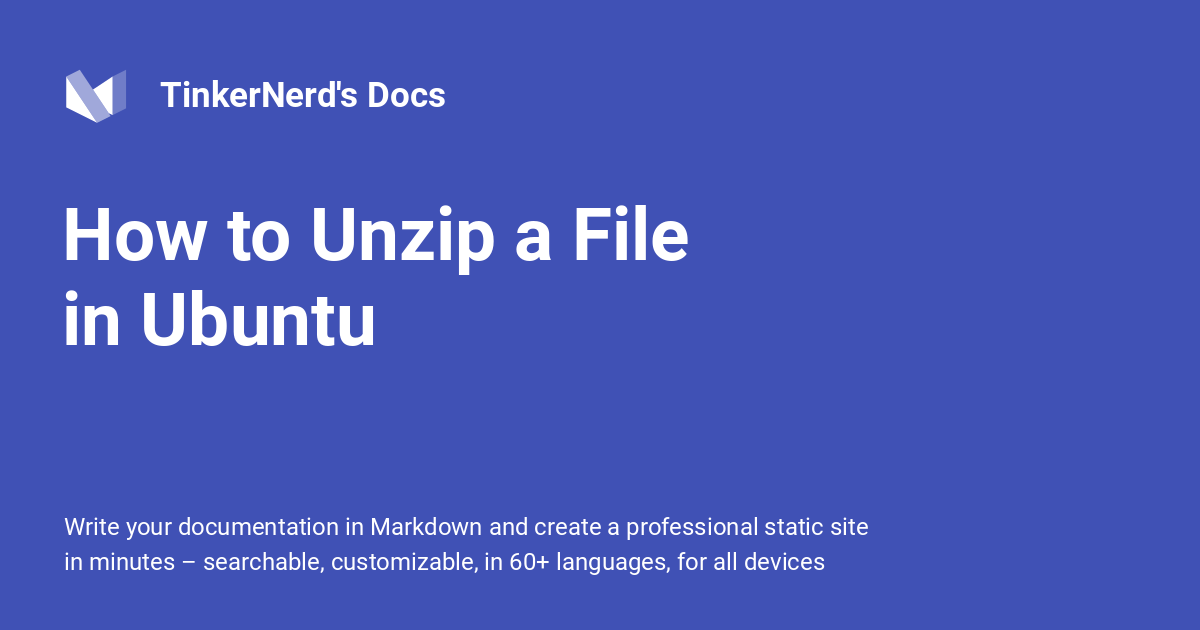 TinkerNerd's Docs
How to Unzip a File
in Ubuntu
Write your documentation in Markdown and create a professional static site
in minutes – searchable, customizable, in 60+ languages, for all devices